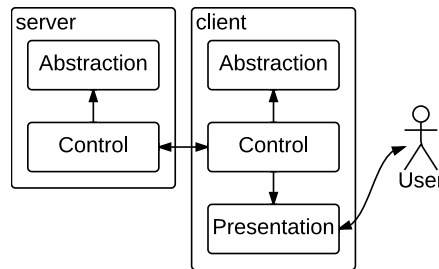 server
client
Abstraction
Abstraction
Control
Control
User
Presentation